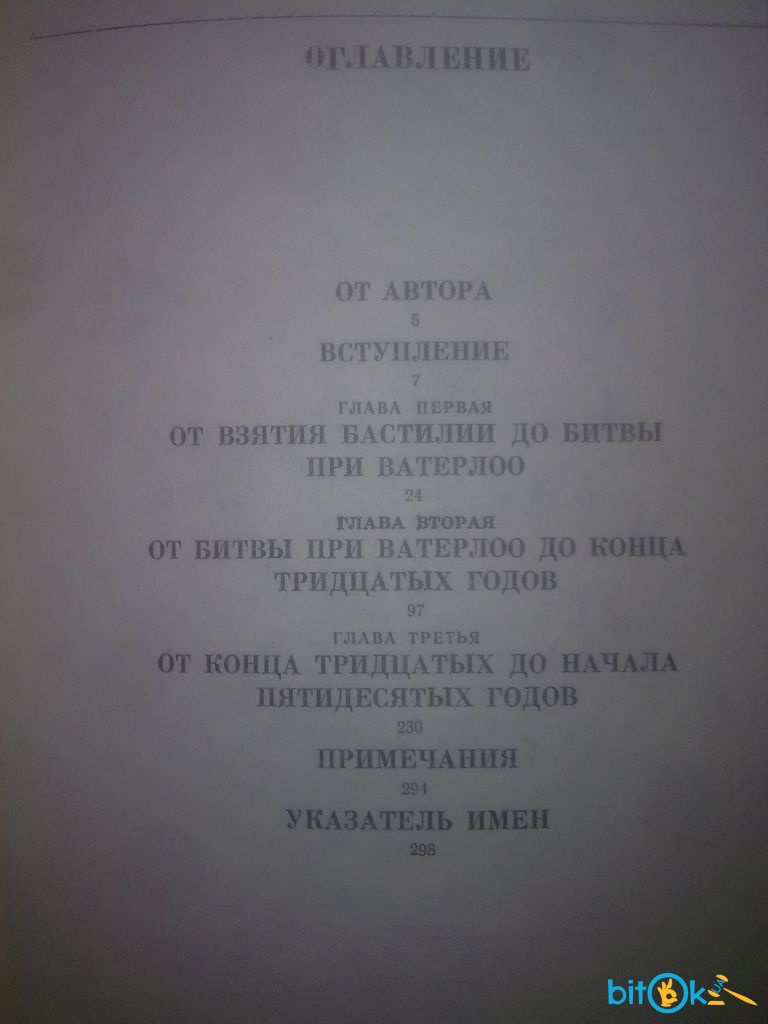 ОГЛАВЛЕНИЕ
ОТ АВТОРА
5
ВСТУПЛЕНИЕ
7
ГЛАВА ПЕРВАЯ
ОТ ВЗЯТИЯ БАСТИЛИИ ДО БИТВЫ
ПРИ ВАТЕРЛОО
24
ГЛАВА ВТОРАЯ
ОТ БИТВЫ ПРИ ВАТЕРЛОО ДО КОНЦА
ТРИДЦАТЫХ ГОДОВ
97
ГЛАВА ТРЕТЬЯ
ОТ КОНЦА ТРИДЦАТЫХ ДО НАЧАЛА
ПЯТИДЕСЯТЫХ ГОДОВ
230
ПРИМЕЧАНИЯ
294
УКАЗАТЕЛЬ ИМЕН
298
bitOk UA